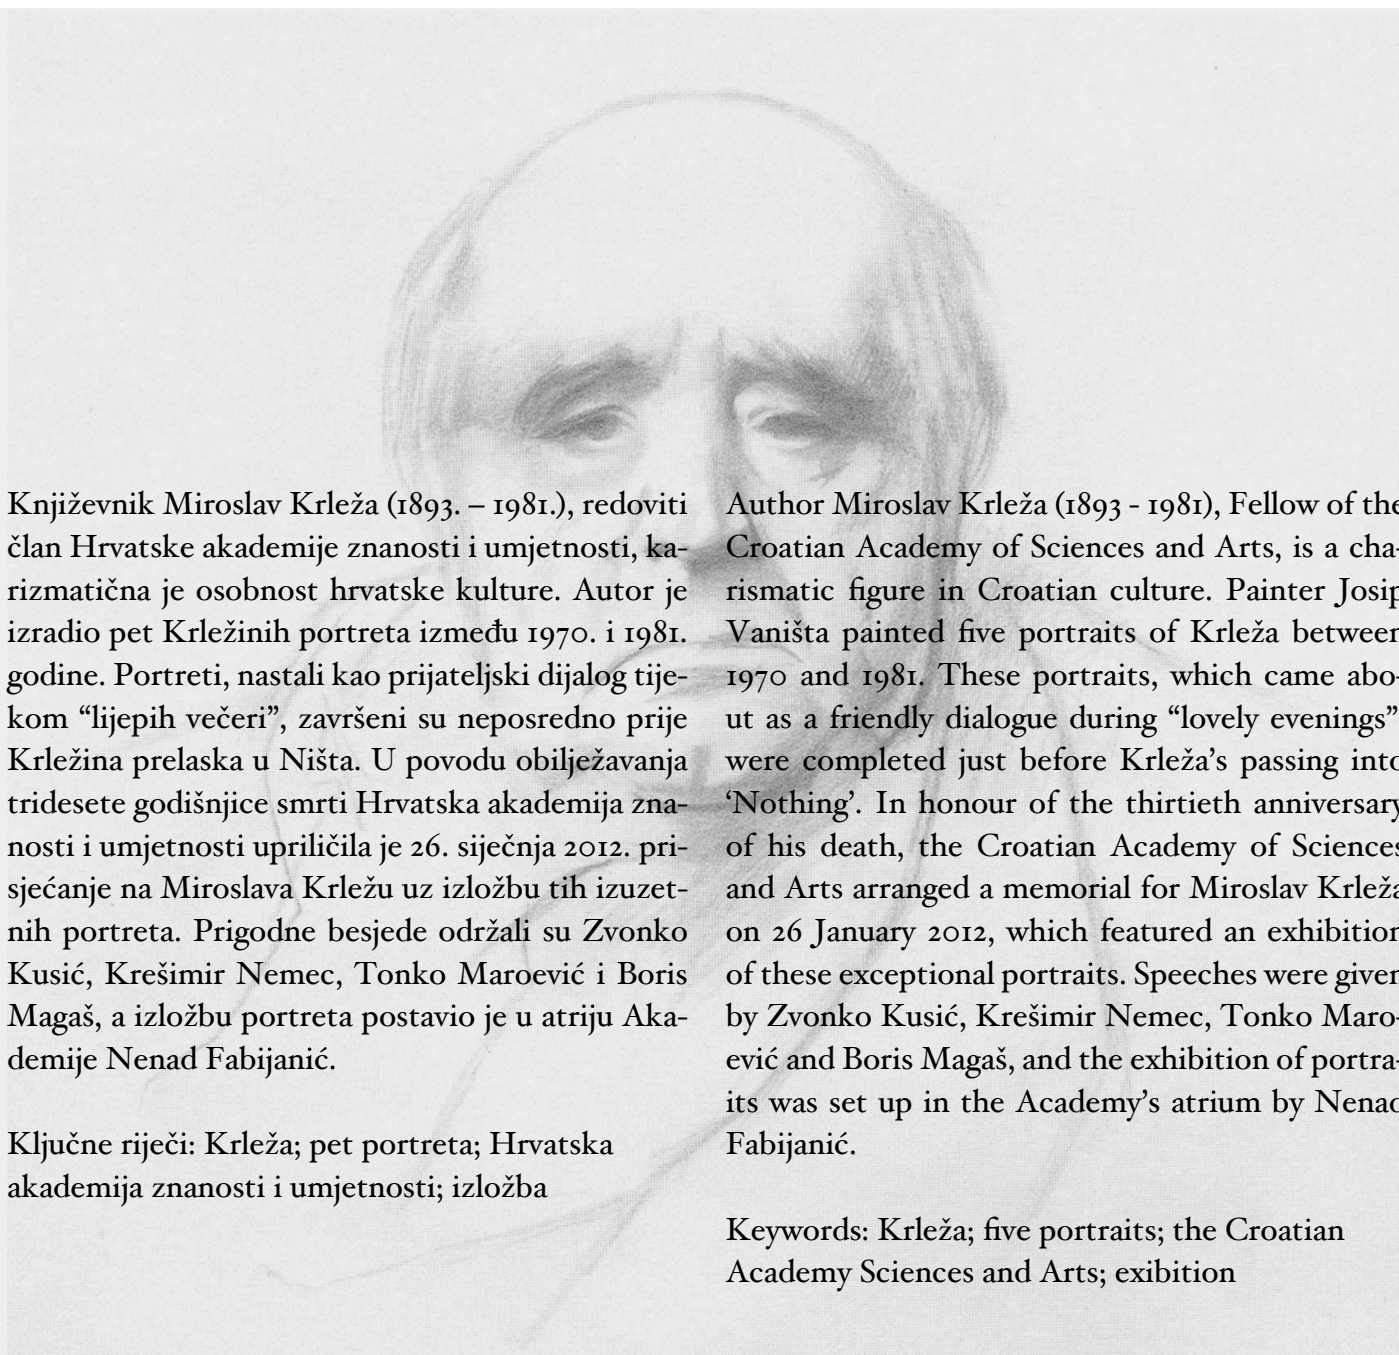 Književnik Miroslav Krleža (1893. – 1981.), redoviti
član Hrvatske akademije znanosti i umjetnosti, ka-
rizmatična je osobnost hrvatske kulture. Autor je
izradio pet Krležinih portreta između 1970. i 1981.
godine. Portreti, nastali kao prijateljski dijalog tije-
kom “lijepih večeri”, završeni su neposredno prije
Krležina prelaska u Ništa. U povodu obilježavanja
tridesete godišnjice smrti Hrvatska akademija zna-
nosti i umjetnosti upriličila je 26. siječnja 2012. pri-
sjećanje na Miroslava Krležu uz izložbu tih izuzet-
nih portreta. Prigodne besjede održali su Zvonko
Kusić, Krešimir Nemec, Tonko Maroević i Boris
Magaš, a izložbu portreta postavio je u atriju Aka-
demije Nenad Fabijanić.
Ključne riječi: Krleža; pet portreta; Hrvatska
akademija znanosti i umjetnosti; izložba
Author Miroslav Krleža (1893 - 1981), Fellow of the
Croatian Academy of Sciences and Arts, is a cha-
rismatic figure in Croatian culture. Painter Josip
Vaništa painted five portraits of Krleža between
1970 and 1981. These portraits, which came abo-
ut as a friendly dialogue during “lovely evenings”
were completed just before Krleža’s passing into
‘Nothing’. In honour of the thirtieth anniversary
of his death, the Croatian Academy of Sciences
and Arts arranged a memorial for Miroslav Krleža
on 26 January 2012, which featured an exhibition
of these exceptional portraits. Speeches were given
by Zvonko Kusić, Krešimir Nemec, Tonko Maro-
ević and Boris Magaš, and the exhibition of portra-
its was set up in the Academy’s atrium by Nenad
Fabijanić.
Keywords: Krleža; five portraits; the Croatian
Academy Sciences and Arts; exibition